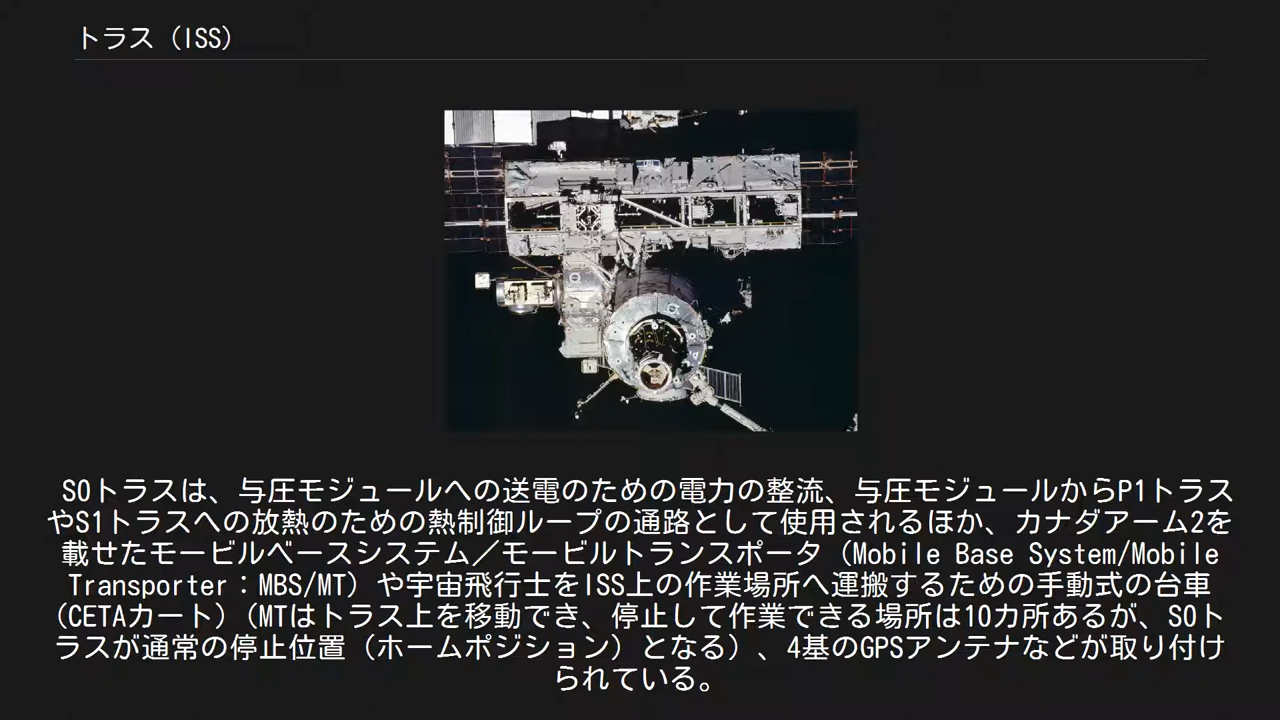 トラス（ISS）
S0トラスは、与圧モジュールへの送電のための電力の整流、与圧モジュールからP1トラス
やS1トラスへの放熱のための熱制御ループの通路として使用されるほか、カナダアーム2を
載せたモービルベースシステム／モービルトランスポータ（Mobile Base System/Mobile
Transporter：MBS/MT）や宇宙飛行士をISS上の作業場所へ運搬するための手動式の台車
（CETAカート）（MTはトラス上を移動でき、停止して作業できる場所は10カ所あるが、S0ト
ラスが通常の停止位置（ホームポジション）となる）、4基のGPSアンテナなどが取り付け
られている。